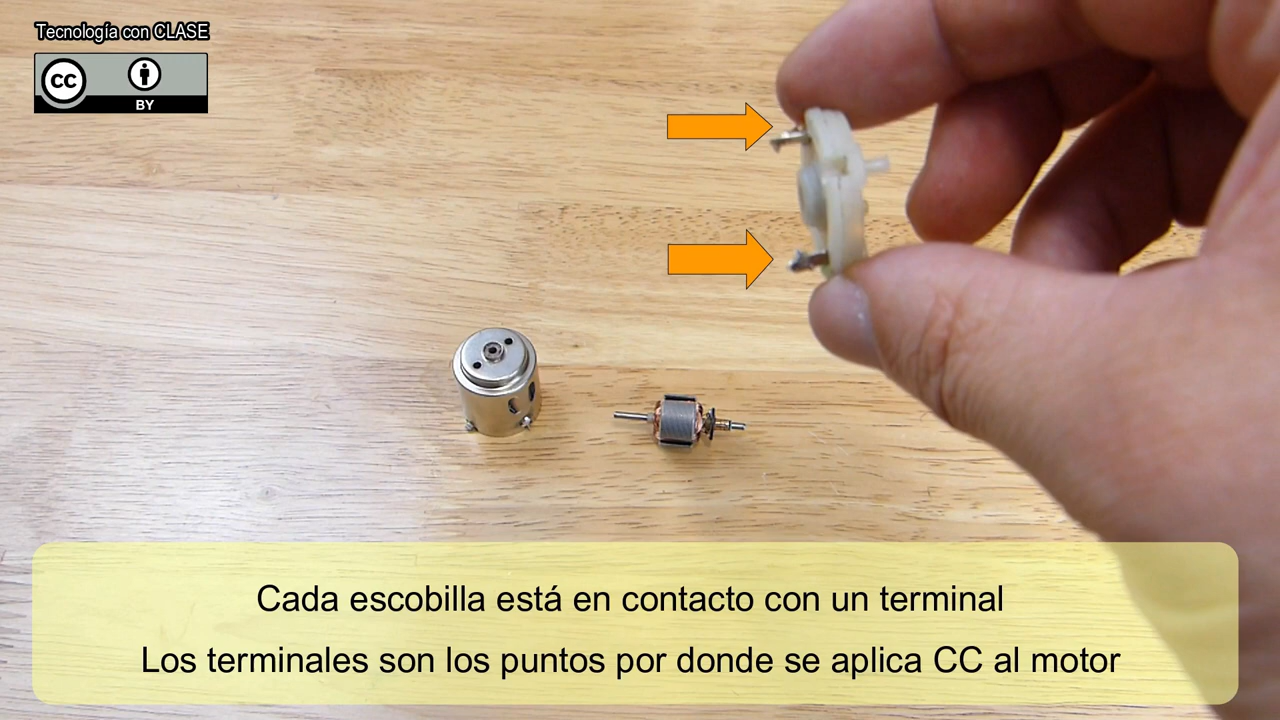 Tecnología con CLASE
CC
BY
Cada escobilla está en contacto con un terminal
Los terminales son los puntos por donde se aplica CC al motor